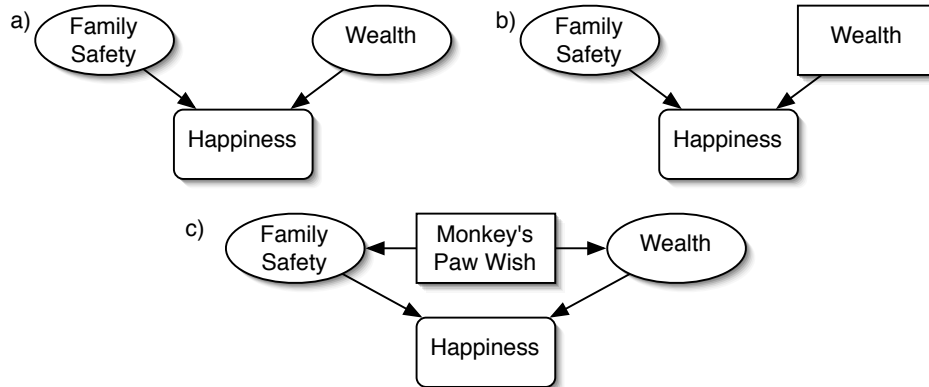 a)
Family
Safety
Wealth
Happiness
b)
Family
Safety
Wealth
Happiness
c)
Family
Safety
Monkey's
Paw Wish
Wealth
Happiness